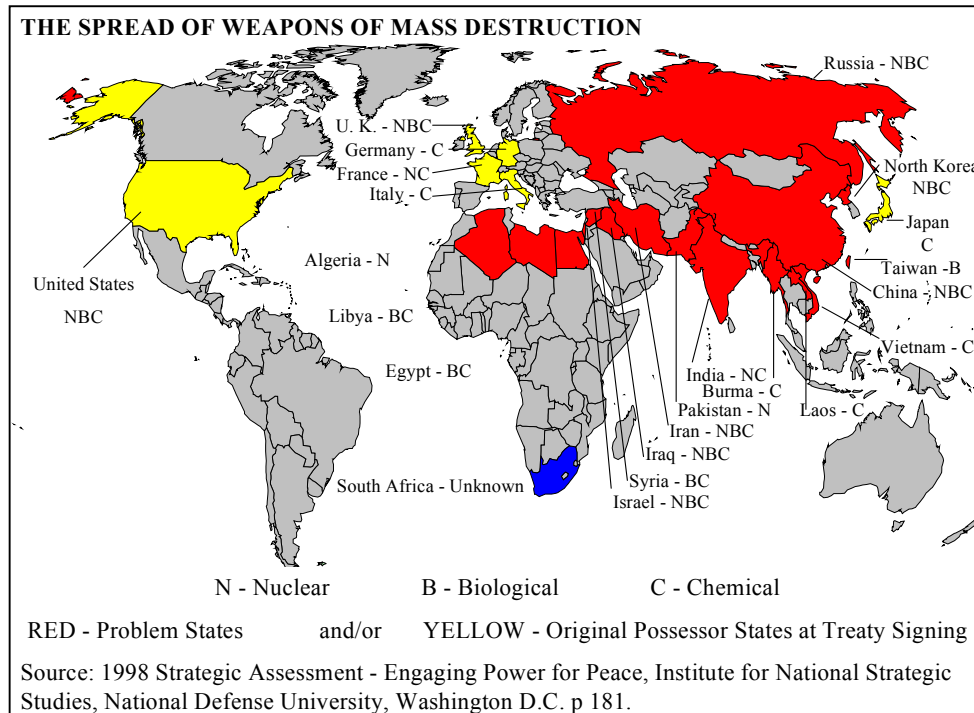 THE SPREAD OF WEAPONS OF MASS DESTRUCTION
Russia - NBC
U. K. - NBC
Germany - C
France - NC
Italy - C
North Korea
NBC
Japan
C
Algeria - N
Taiwan -B
United States
NBC
China - NBC
Libya - BC
Vietnam - C
Egypt - BC
India - NC
Burma - C
Pakistan - N
Laos - C
Iran - NBC
Iraq - NBC
Syria - BC
South Africa - Unknown
Israel - NBC
N - Nuclear B - Biological C - Chemical
RED - Problem States and/or YELLOW - Original Possessor States at Treaty Signing
Source: 1998 Strategic Assessment - Engaging Power for Peace, Institute for National Strategic
Studies, National Defense University, Washington D.C. p 181.